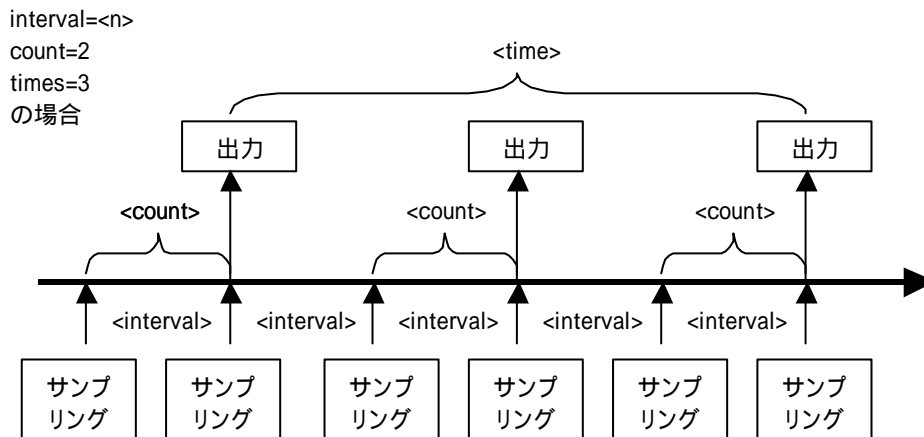 interval=<n>
count=2
times=3
の場合
<time>
出力
出力
出力
<count>
<count>
<count>
<interval>
<interval>
<interval>
<interval>
<interval>
サンプ
リング
サンプ
リング
サンプ
リング
サンプ
リング
サンプ
リング
サンプ
リング